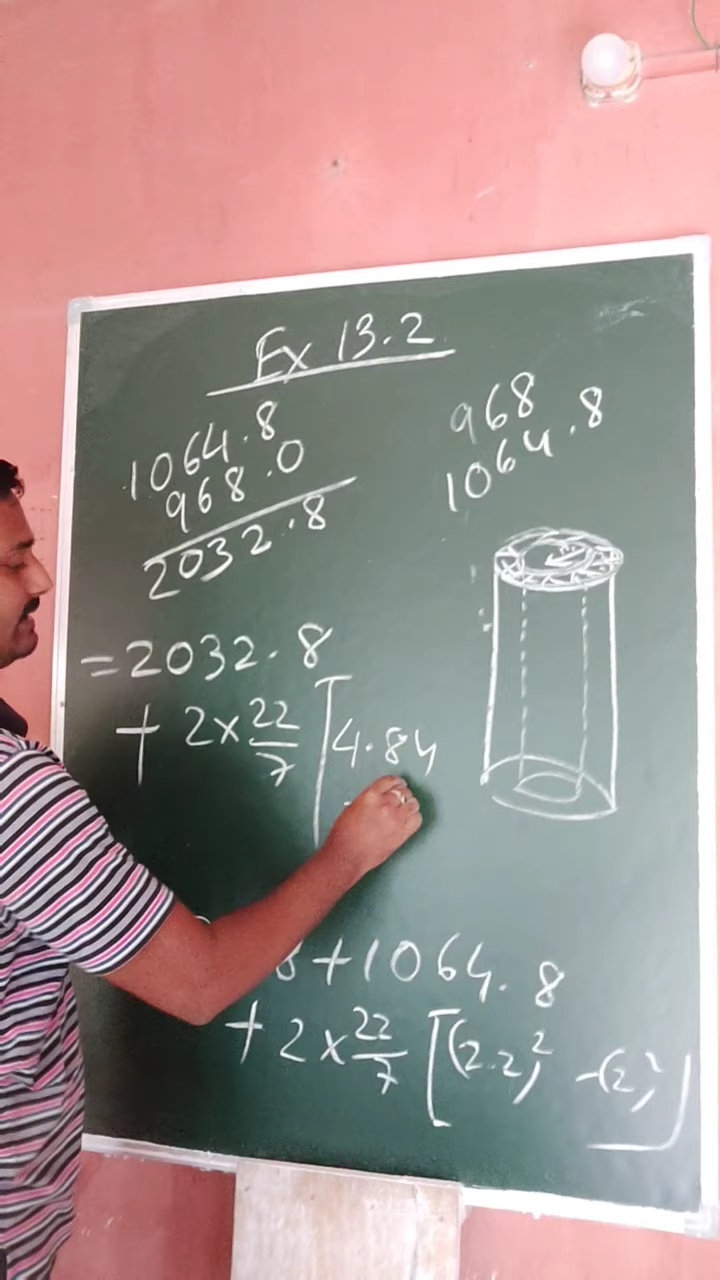 Ex 13.2
1064.8
968.0
2032.8
968
1064.8
=2032.8
+ 2×22/7 [4.84
8+1064.8
+ 2×22/7 [(2.2)² -(2)²]